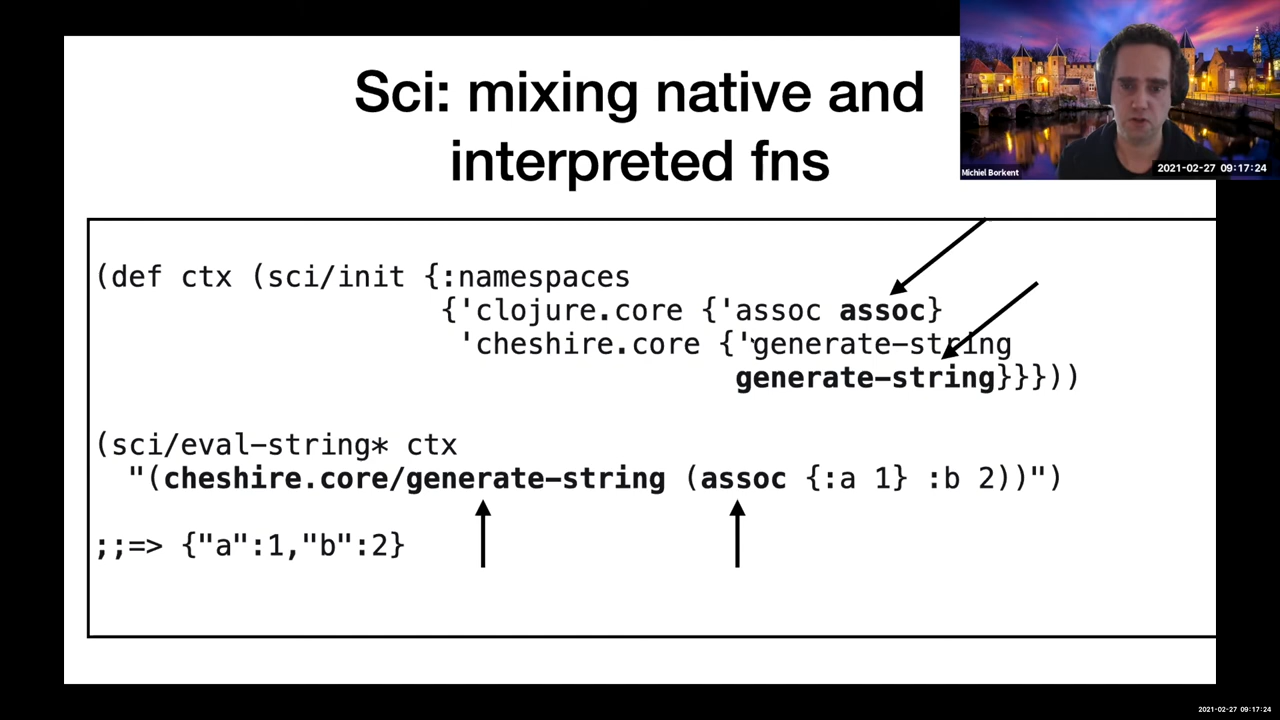 Sci: mixing native and
interpreted fns
Michiel Borkent
2021-02-27 09:17:24
(def ctx (sci/init {:namespaces
{'clojure.core {'assoc assoc}
'cheshire.core {'generate-string
generate-string}}}))
(sci/eval-string* ctx
"(cheshire.core/generate-string (assoc {:a 1} :b 2))")
;;=> {"a":1,"b":2}
2021-02-27 09:17:24